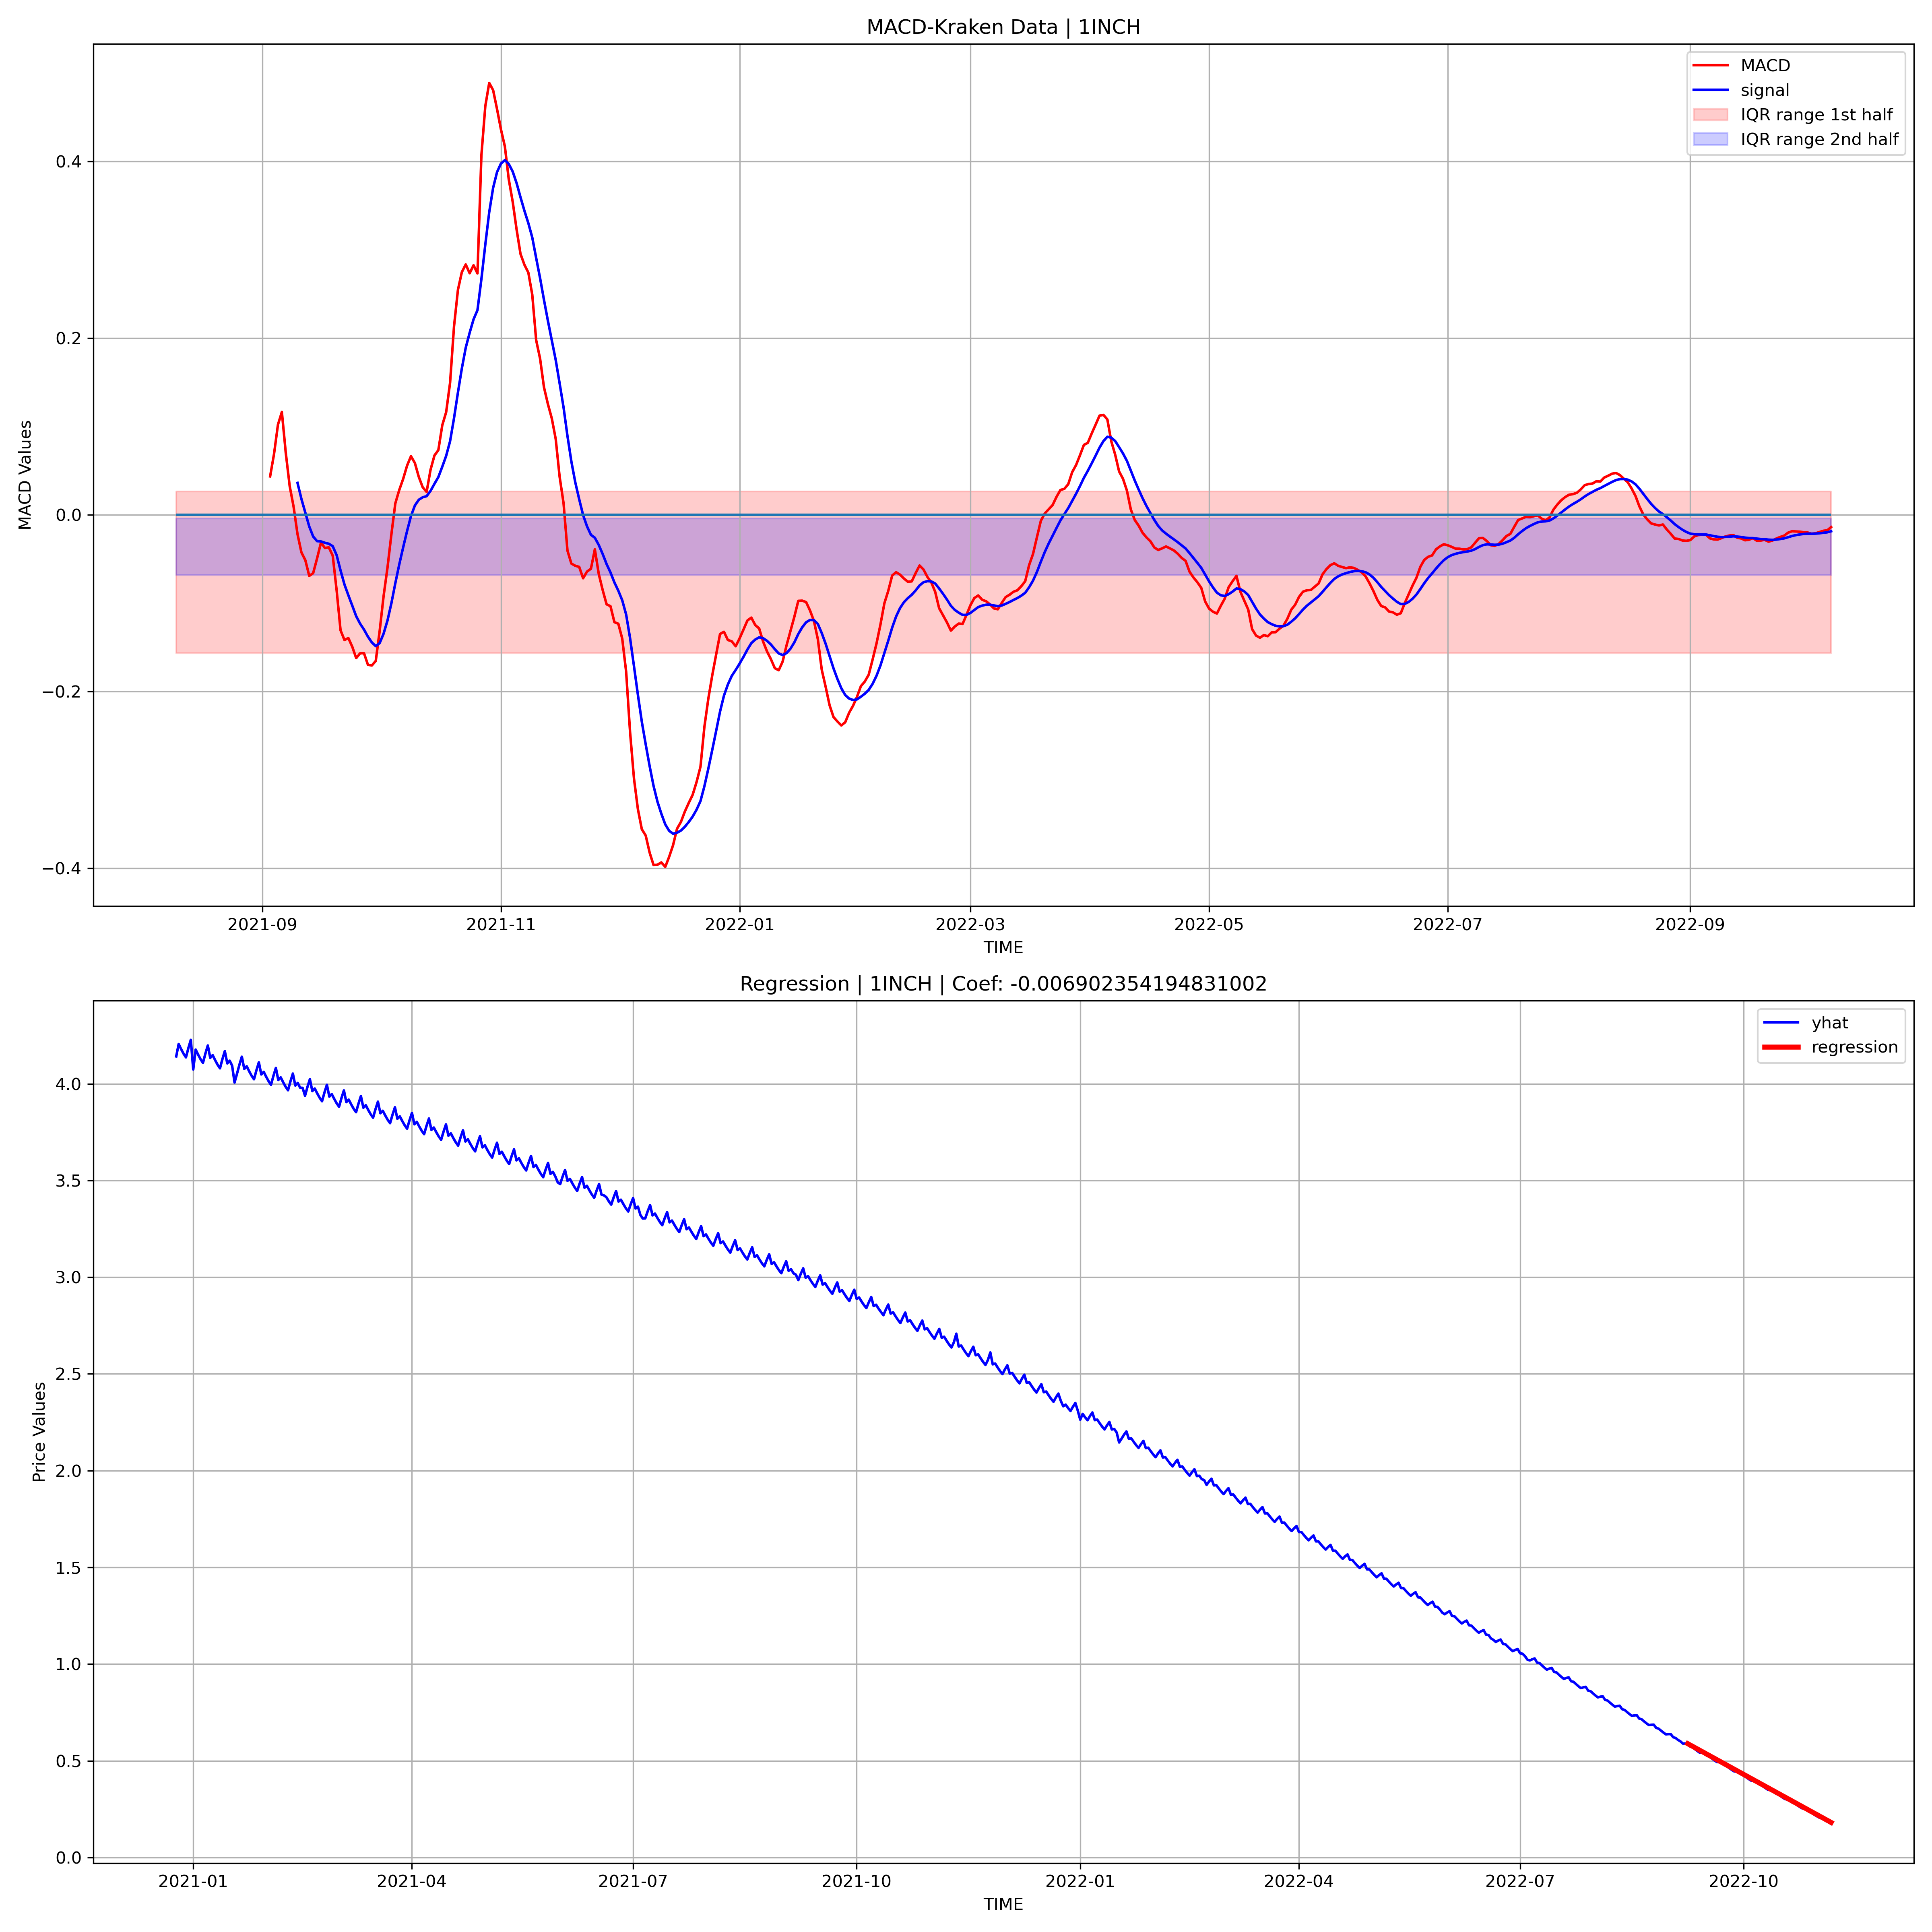 MACD-Kraken Data | 1INCH
MACD
signal
IQR range 1st half
IQR range 2nd half
MACD Values
0.4
0.2
0.0
−0.2
−0.4
2021-09
2021-11
2022-01
2022-03
2022-05
2022-07
2022-09
TIME
Regression | 1INCH | Coef: -0.006902354194831002
yhat
regression
Price Values
4.0
3.5
3.0
2.5
2.0
1.5
1.0
0.5
0.0
2021-01
2021-04
2021-07
2021-10
2022-01
2022-04
2022-07
2022-10
TIME